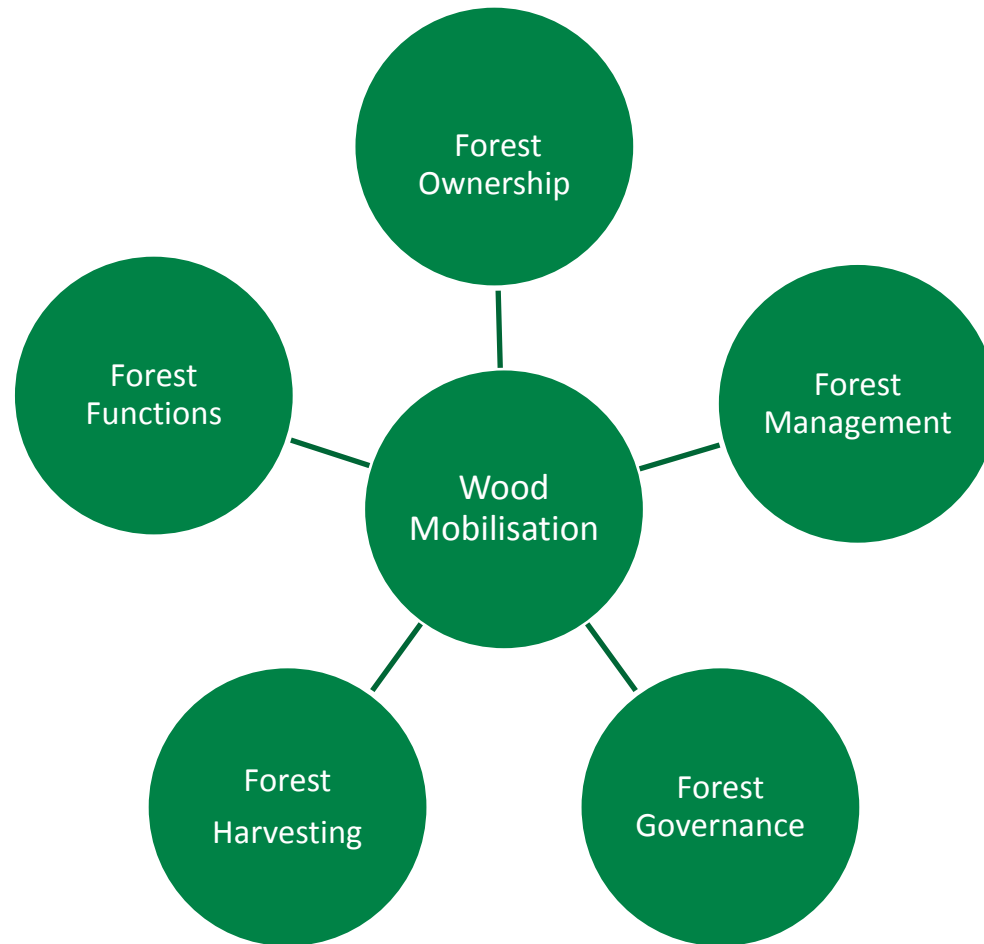 Forest
Ownership
Forest
Functions
Forest
Management
Wood
Mobilisation
Forest
Harvesting
Forest
Governance